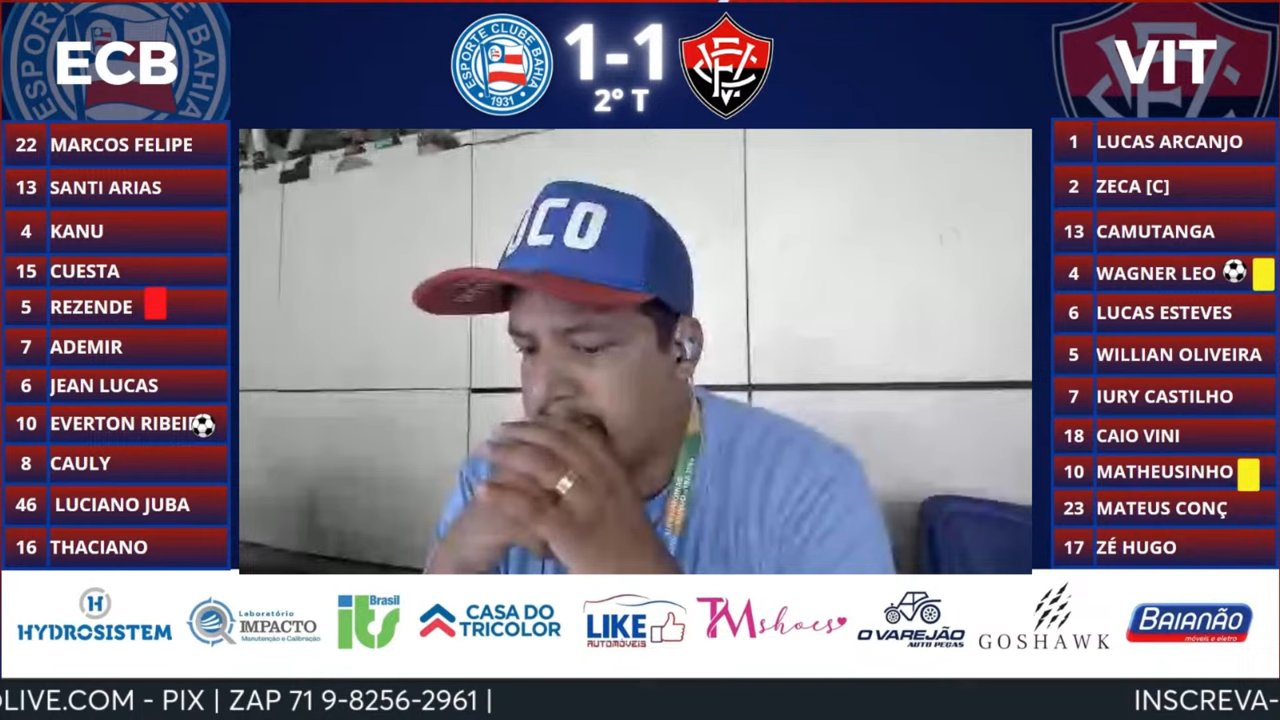 ECB
ESPORTE CLUBE BAHIA
1931
1-1
2º T
VIT
22 MARCOS FELIPE
13 SANTI ARIAS
4 KANU
15 CUESTA
5 REZENDE
7 ADEMIR
6 JEAN LUCAS
10 EVERTON RIBEI
8 CAULY
46 LUCIANO JUBA
16 THACIANO
OCO
1 LUCAS ARCANJO
2 ZECA [C]
13 CAMUTANGA
4 WAGNER LEO
6 LUCAS ESTEVES
5 WILLIAN OLIVEIRA
7 IURY CASTILHO
18 CAIO VINI
10 MATHEUSINHO
23 MATEUS CONÇ
17 ZÉ HUGO
H
HYDROSISTEM
Laboratório
IMPACTO
Manutenção e Calibração
its Brasil
CASA DO
TRICOLOR
LIKE
AUTOMÓVEIS
TM shoes
O VAREJÃO
AUTO PEÇAS
GOSHAWK
BAIANÃO
móveis e eletro
OLIVE.COM - PIX | ZAP 71 9-8256-2961 |
INSCREVA-